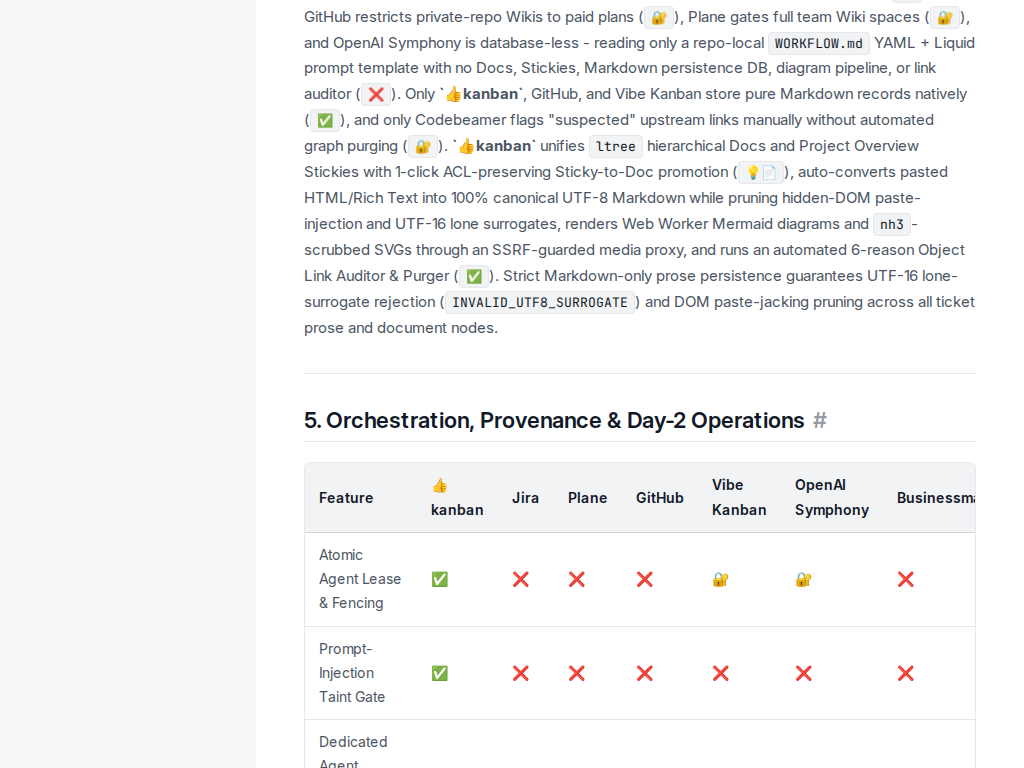 GitHub restricts private-repo Wikis to paid plans (🔐), Plane gates full team Wiki spaces (🔐),
and OpenAI Symphony is database-less - reading only a repo-local WORKFLOW.md YAML + Liquid
prompt template with no Docs, Stickies, Markdown persistence DB, diagram pipeline, or link
auditor (❌). Only `👍kanban`, GitHub, and Vibe Kanban store pure Markdown records natively
(✅), and only Codebeamer flags "suspected" upstream links manually without automated
graph purging (🔐). `👍kanban` unifies ltree hierarchical Docs and Project Overview
Stickies with 1-click ACL-preserving Sticky-to-Doc promotion (💡📄), auto-converts pasted
HTML/Rich Text into 100% canonical UTF-8 Markdown while pruning hidden-DOM paste-
injection and UTF-16 lone surrogates, renders Web Worker Mermaid diagrams and nh3-
scrubbed SVGs through an SSRF-guarded media proxy, and runs an automated 6-reason Object
Link Auditor & Purger (✅). Strict Markdown-only prose persistence guarantees UTF-16 lone-
surrogate rejection (INVALID_UTF8_SURROGATE) and DOM paste-jacking pruning across all ticket
prose and document nodes.
5. Orchestration, Provenance & Day-2 Operations #
Feature 👍 kanban Jira Plane GitHub Vibe Kanban OpenAI Symphony Businessma
Atomic
Agent Lease ✅ ❌ ❌ ❌ 🔐 🔐 ❌
& Fencing
Prompt-
Injection ✅ ❌ ❌ ❌ ❌ ❌ ❌
Taint Gate
Dedicated
Agent